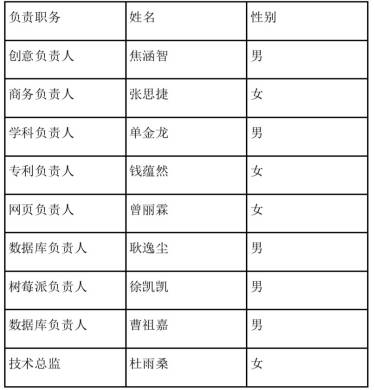 负责职务 姓名 性别
创意负责人 焦涵智 男
商务负责人 张思捷 女
学科负责人 单金龙 男
专利负责人 钱蕴然 女
网页负责人 曾丽霖 女
数据库负责人 耿逸尘 男
树莓派负责人 徐凯凯 男
数据库负责人 曹祖嘉 男
技术总监 杜雨桑 女